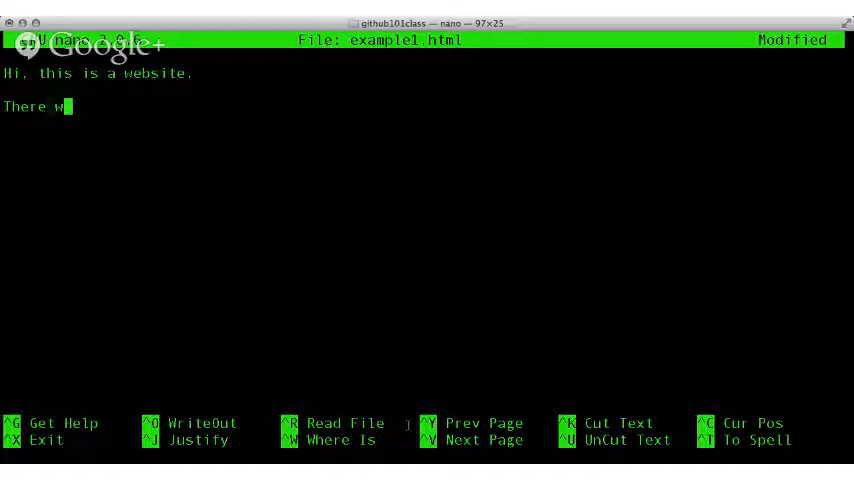 github101class — nano — 97×25
Google+
GNU nano 2.0.6 File: example1.html Modified
Hi, this is a website.
There w
^G Get Help ^O WriteOut ^R Read File ^Y Prev Page ^K Cut Text ^C Cur Pos
^X Exit ^J Justify ^W Where Is ^V Next Page ^U UnCut Text ^T To Spell